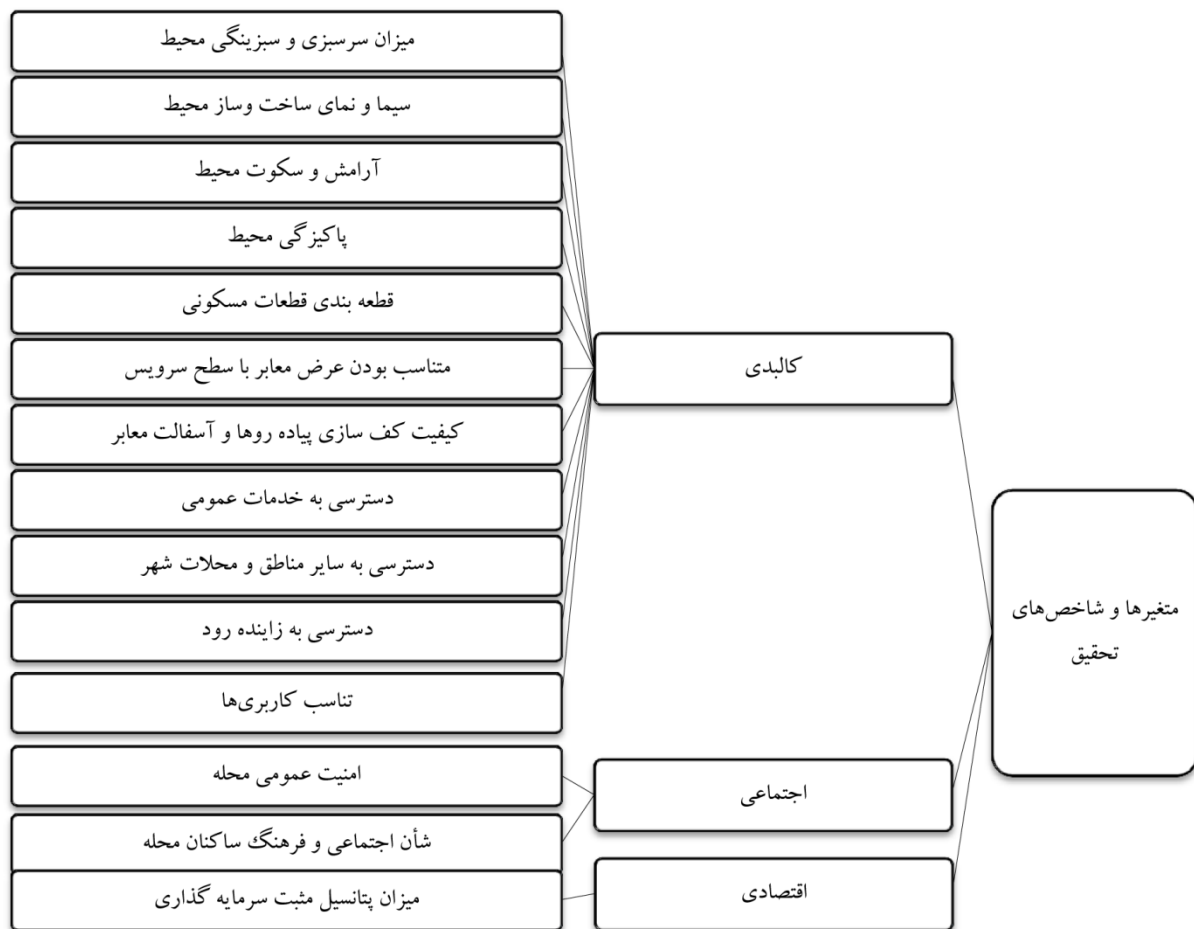 متغیرها و شاخص‌های
تحقیق
کالبدی
میزان سرسبزی و سبزینگی محیط
سیما و نمای ساخت وساز محیط
آرامش و سکوت محیط
پاکیزگی محیط
قطعه بندی قطعات مسکونی
متناسب بودن عرض معابر با سطح سرویس
کیفیت کف سازی پیاده روها و آسفالت معابر
دسترسی به خدمات عمومی
دسترسی به سایر مناطق و محلات شهر
دسترسی به زاینده رود
تناسب کاربری‌ها
اجتماعی
امنیت عمومی محله
شأن اجتماعی و فرهنگ ساکنان محله
اقتصادی
میزان پتانسیل مثبت سرمایه گذاری